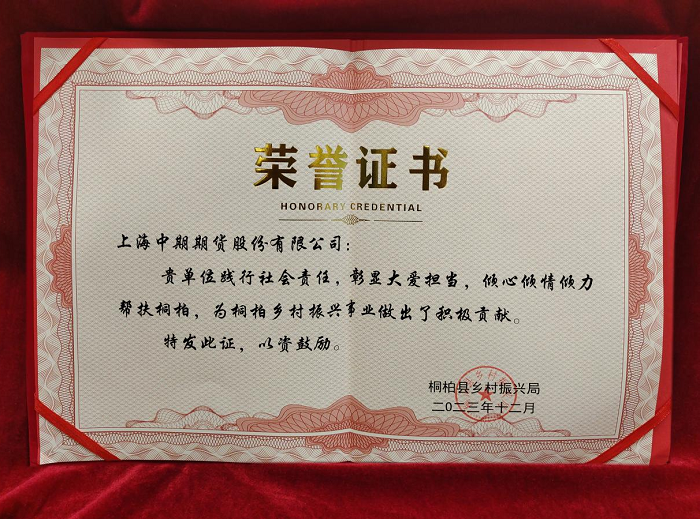 荣誉证书
HONORARY CREDENTIAL
上海中期期货股份有限公司：
贵单位践行社会责任，彰显大爱担当，倾心倾情倾力
帮扶桐柏，为桐柏乡村振兴事业做出了积极贡献。
特发此证，以资鼓励。
桐柏县乡村振兴局
二〇二三年十二月